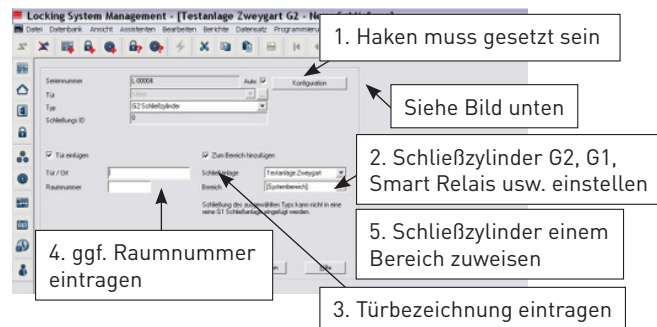 Locking System Management - [Testanlage Zweygart G2 -
Datei Datenbank Ansicht Assistenten Bearbeiten Berichte Datensatz Programmierung
1. Haken muss gesetzt sein
Seriennummer L-00004 Auto Konfiguration
Tür
Typ G2 Schließzylinder
Schließungs ID 0
Siehe Bild unten
Tür einfügen Zum Bereich hinzufügen
Tür / Ort Schließanlage Testanlage Zweygart
Raumnummer Bereich [Systembereich]
2. Schließzylinder G2, G1,
Smart Relais usw. einstellen
Schließung des ausgewählten Typs kann nicht in eine
reine G1 Schließanlage eingefügt werden.
4. ggf. Raumnummer
eintragen
5. Schließzylinder einem
Bereich zuweisen
Hilfe
3. Türbezeichnung eintragen